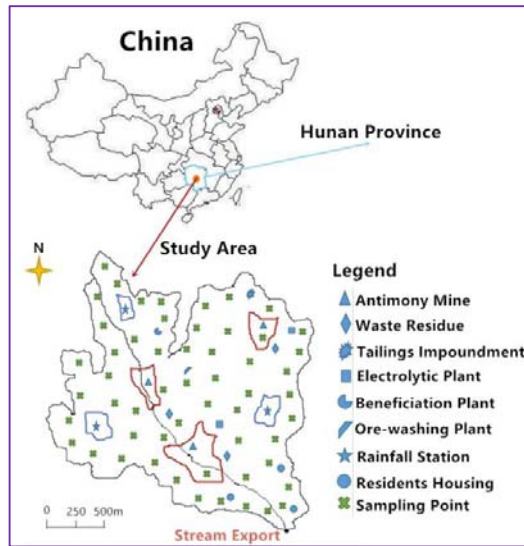 China
Hunan Province
Study Area
N
Legend
Antimony Mine
Waste Residue
Tailings Impoundment
Electrolytic Plant
Beneficiation Plant
Ore-washing Plant
Rainfall Station
Residents Housing
Sampling Point
0 250 500m
Stream Export